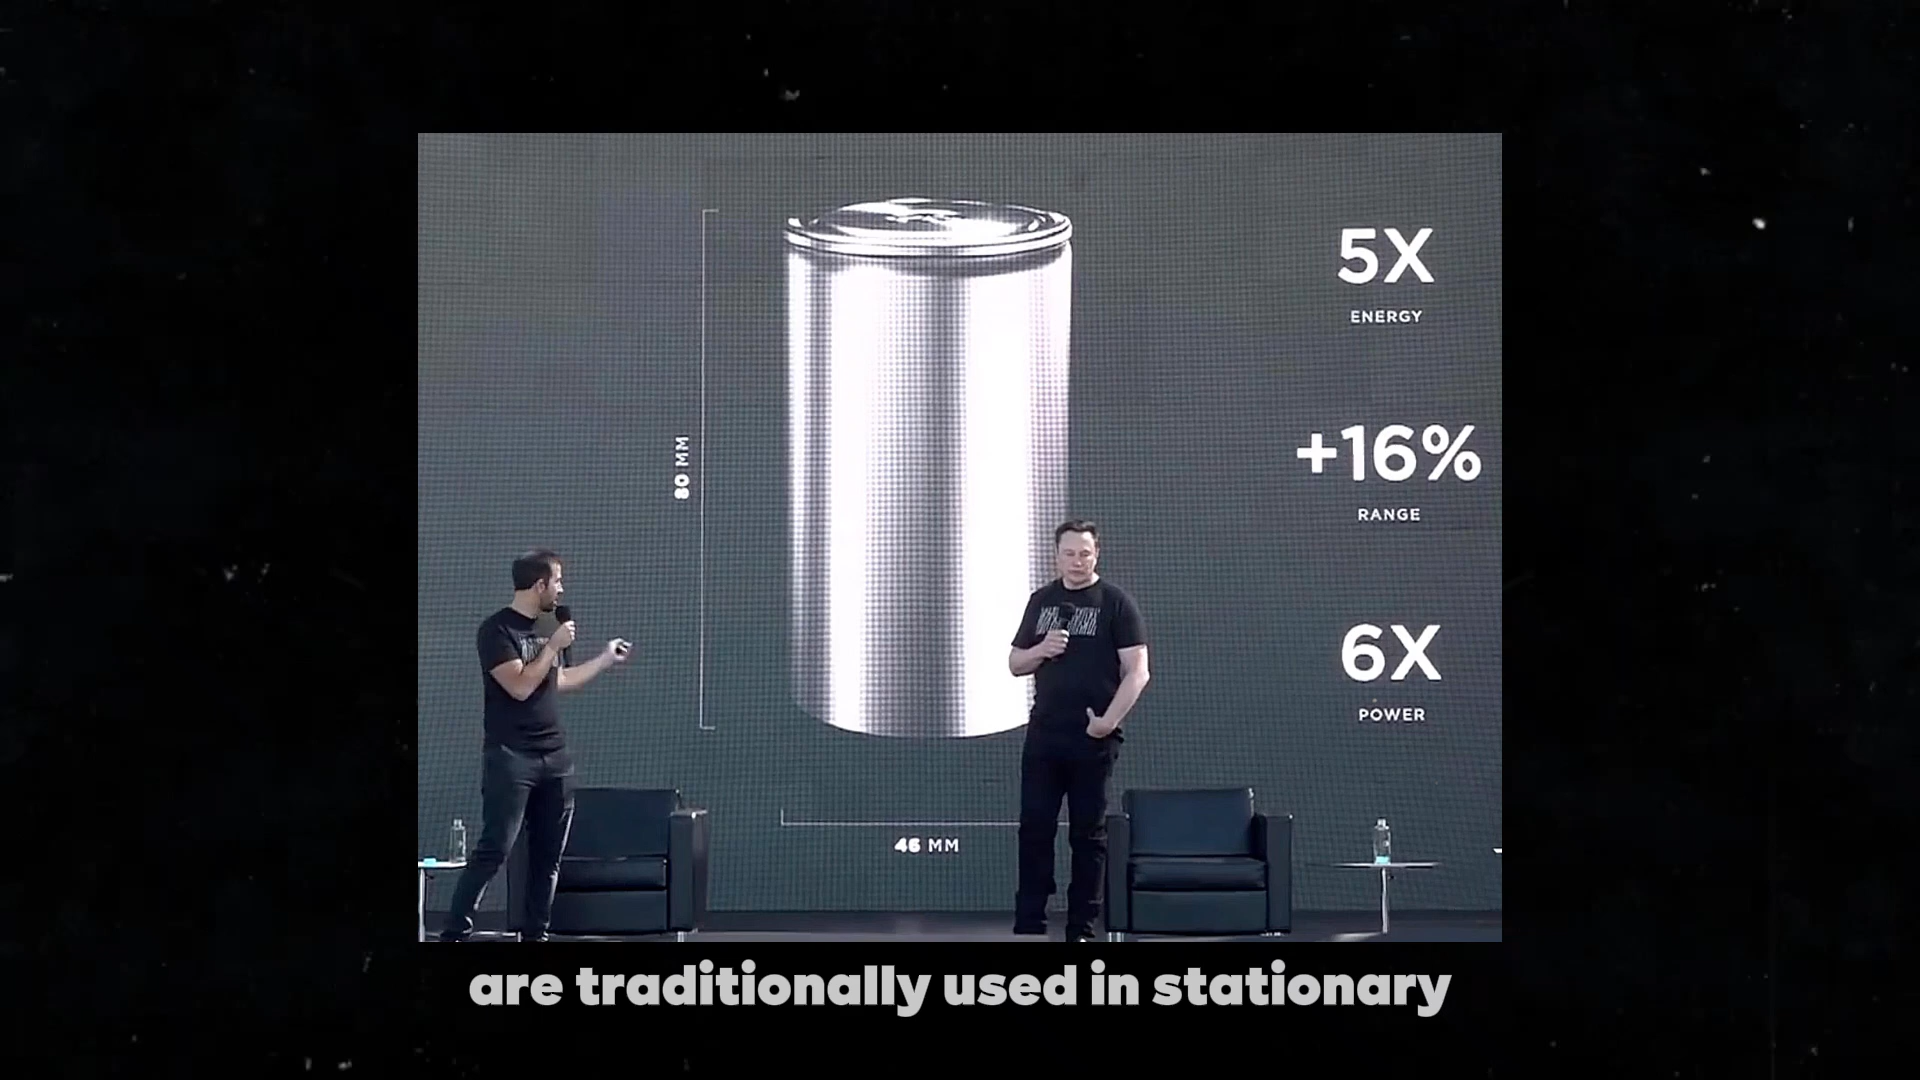 5X
ENERGY
+16%
RANGE
6X
POWER
80 MM
46 MM
are traditionally used in stationary